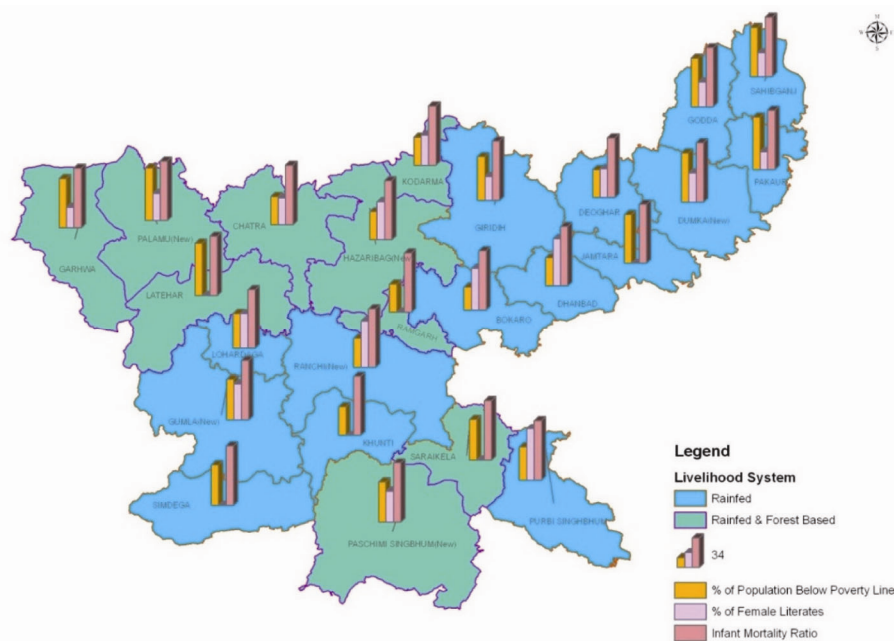 N
SAHIBGANJ
GODDA
PAKAUR
KODARMA
DEOGHAR
DUMKA(New)
GIRIDIH
CHATRA
PALAMU(New)
HAZARIBAG(New
JAMTARA
GARHWA
LATEHAR
DHANBAD
BOKARO
RAMGARH
LOHARDAGA
RANCHI(New)
GUMLA(New)
KHUNTI
SARAIKELA
SIMDEGA
PURBI SINGHBHUM
PASCHIMI SINGBHUM(New)
Legend
Livelihood System
Rainfed
Rainfed & Forest Based
34
% of Population Below Poverty Line
% of Female Literates
Infant Mortality Ratio